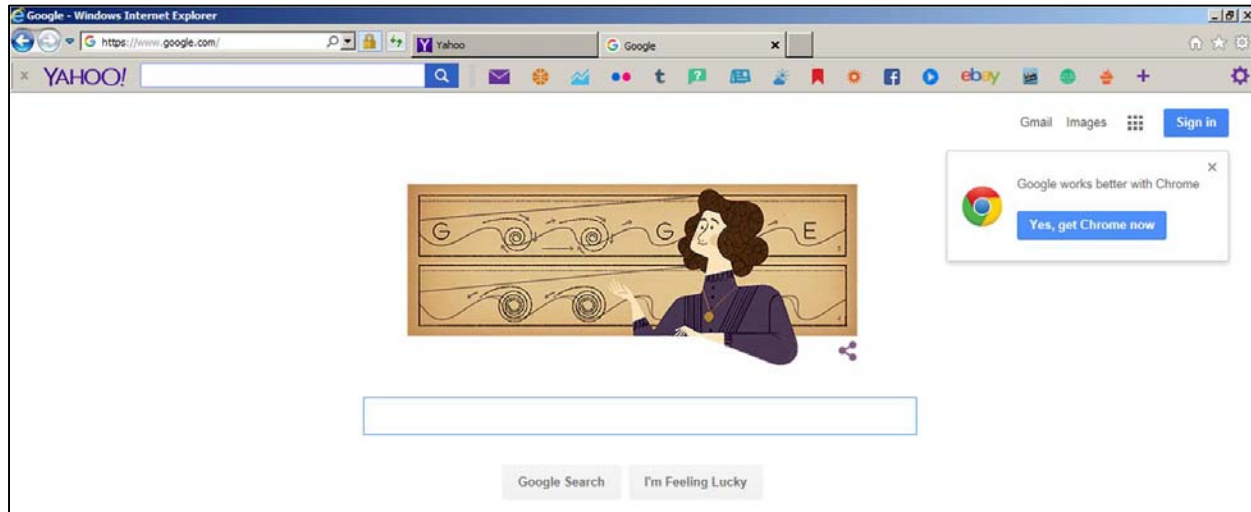 Google - Windows Internet Explorer
https://www.google.com/
Yahoo
Google
YAHOO!
ebay
Gmail Images
Sign in
Google works better with Chrome
Yes, get Chrome now
G G E
Google Search I'm Feeling Lucky